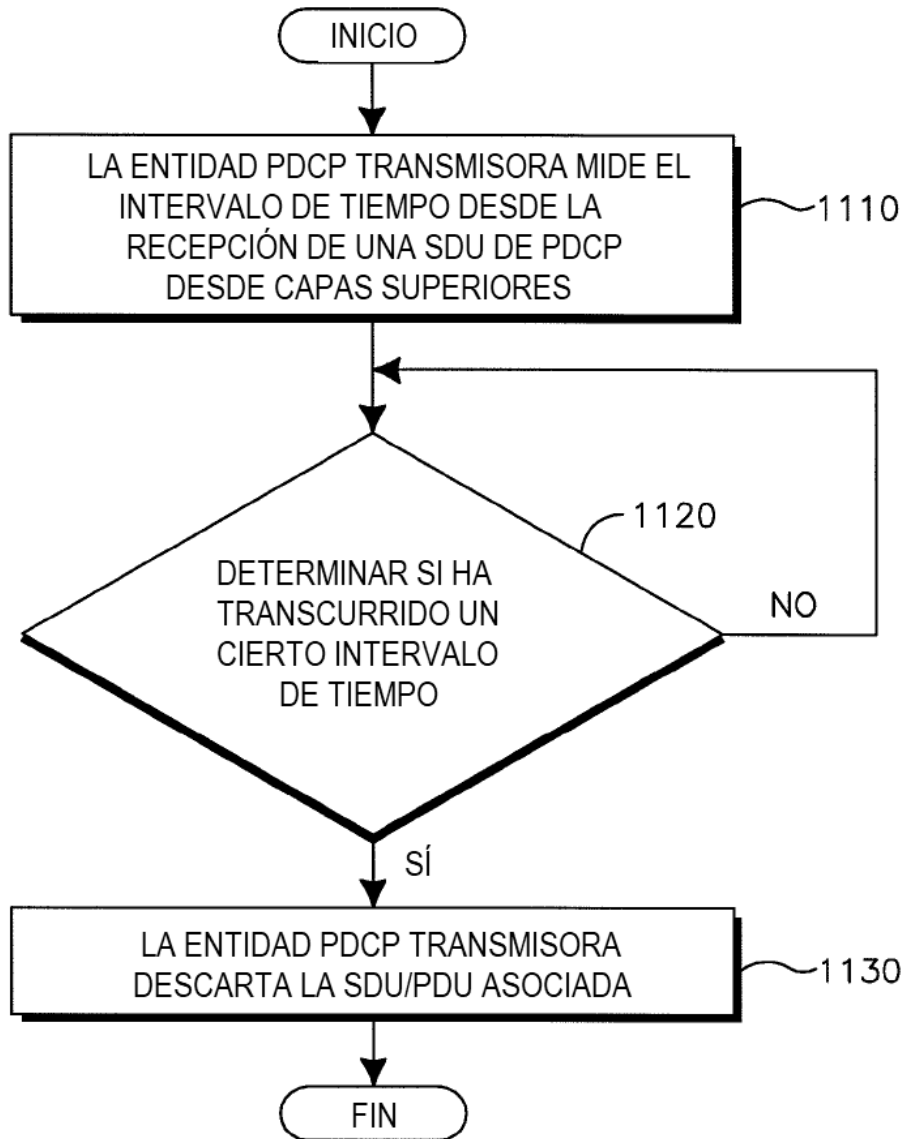 INICIO
LA ENTIDAD PDCP TRANSMISORA MIDE EL
INTERVALO DE TIEMPO DESDE LA
RECEPCIÓN DE UNA SDU DE PDCP
DESDE CAPAS SUPERIORES
1110
1120
DETERMINAR SI HA
TRANSCURRIDO UN
CIERTO INTERVALO
DE TIEMPO
NO
SÍ
LA ENTIDAD PDCP TRANSMISORA
DESCARTA LA SDU/PDU ASOCIADA
1130
FIN